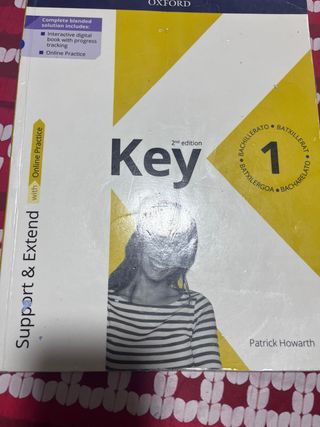 OXFORD
Complete blended
solution includes:
• Interactive digital
book with progress
tracking
• Online Practice
2nd edition
Key
1
BACHILLERATO • BATXILLERAT • BACHARELATO • BATXILERGOA •
Support & Extend
with Online Practice
Patrick Howarth